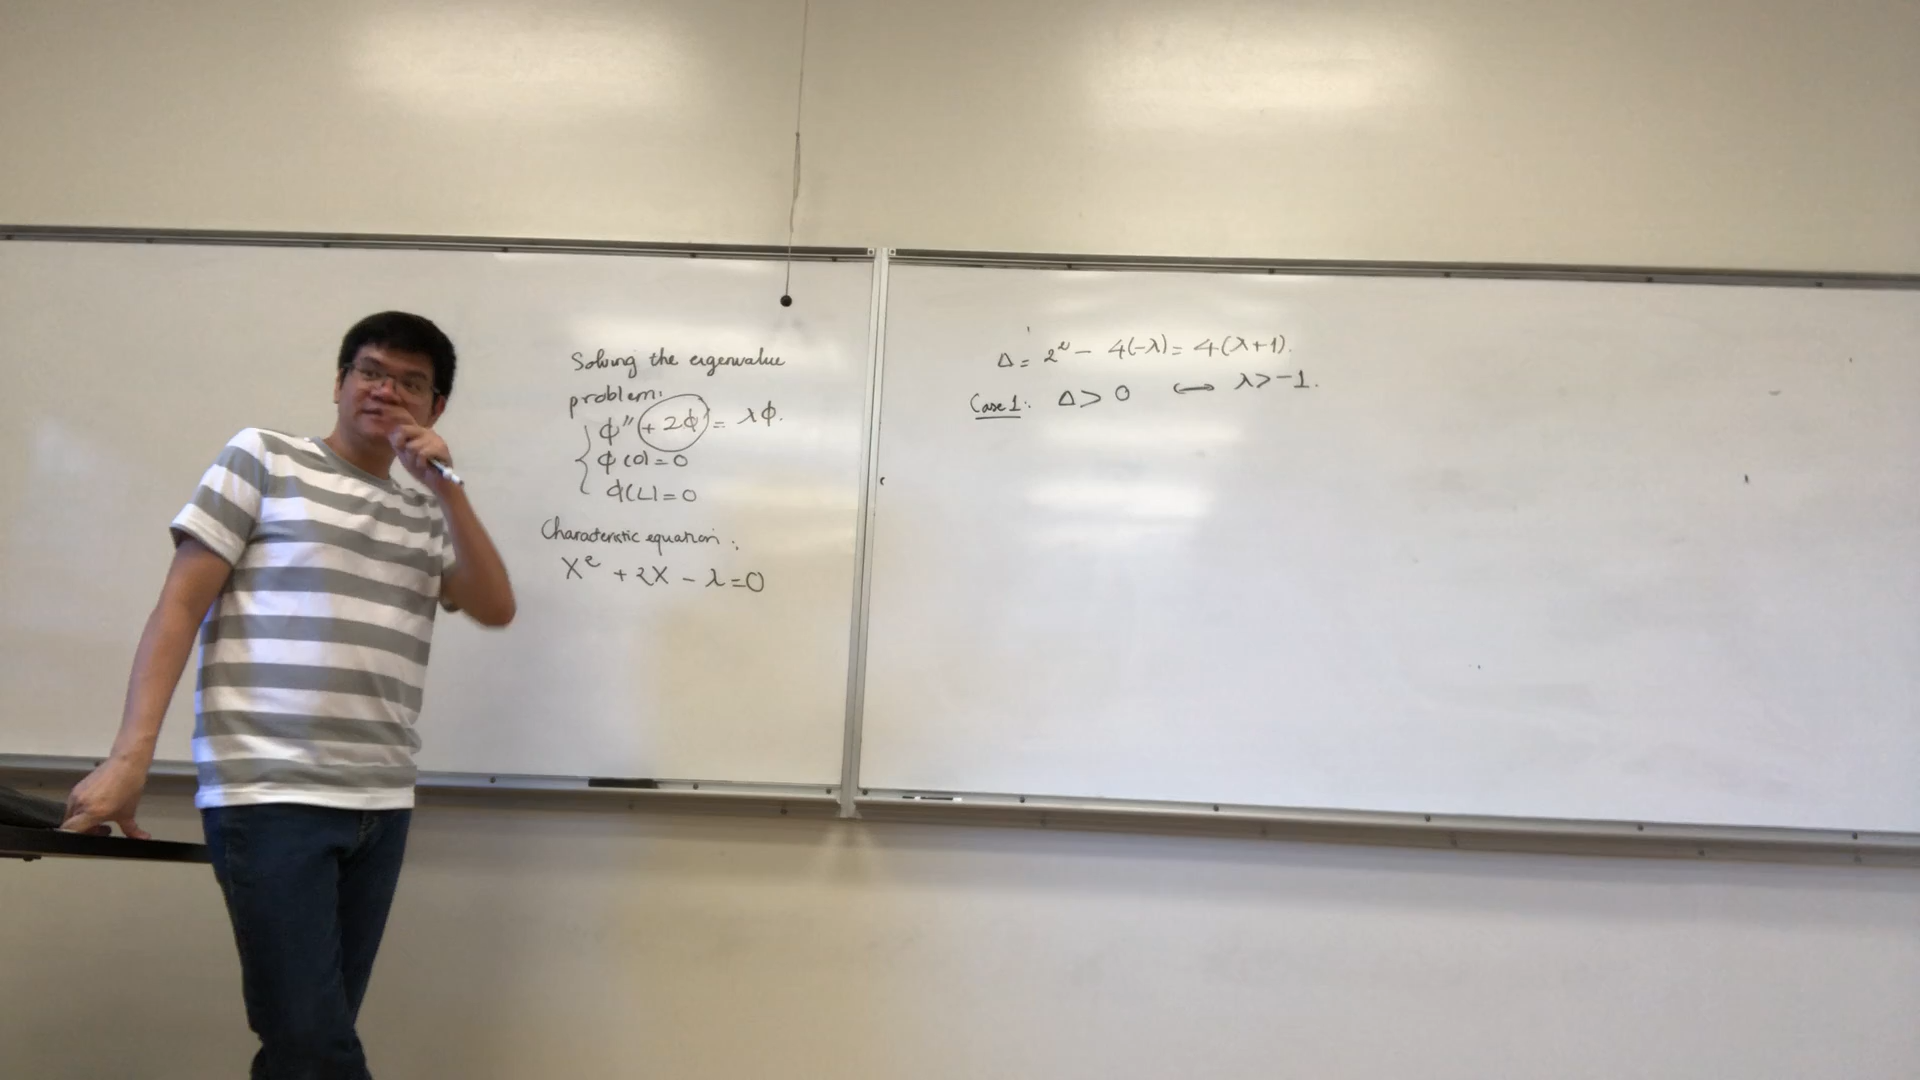 Solving the eigenvalue
problem:
ϕ″ + 2ϕ′ = λϕ.
ϕ(0) = 0
ϕ(L) = 0
Characteristic equation:
X² + 2X − λ = 0
Δ = 2² − 4(−λ) = 4(λ+1).
Case 1: Δ > 0 ⟷ λ > −1.